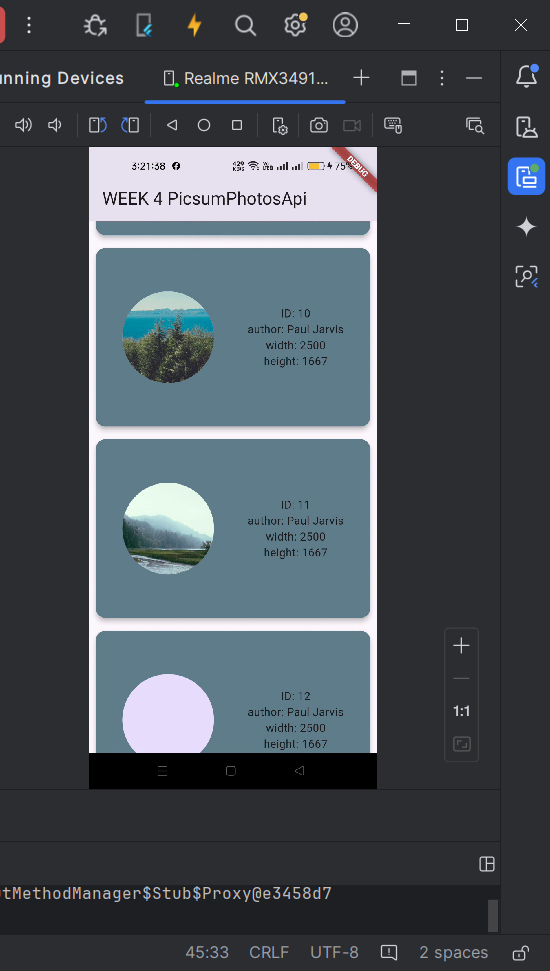 nning Devices
Realme RMX3491...
3:21:38
75%
DEBUG
WEEK 4 PicsumPhotosApi
ID: 10
author: Paul Jarvis
width: 2500
height: 1667
ID: 11
author: Paul Jarvis
width: 2500
height: 1667
ID: 12
author: Paul Jarvis
width: 2500
height: 1667
1:1
tMethodManager$Stub$Proxy@e3458d7
45:33
CRLF
UTF-8
2 spaces